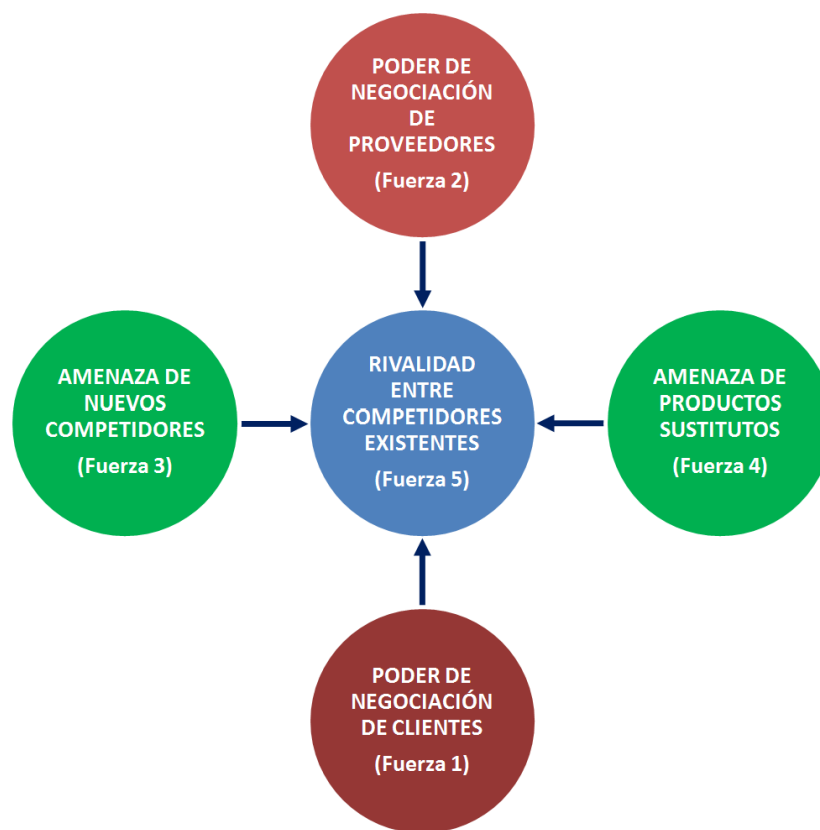 PODER DE
NEGOCIACIÓN
DE
PROVEEDORES
(Fuerza 2)
AMENAZA DE
NUEVOS
COMPETIDORES
(Fuerza 3)
RIVALIDAD
ENTRE
COMPETIDORES
EXISTENTES
(Fuerza 5)
AMENAZA DE
PRODUCTOS
SUSTITUTOS
(Fuerza 4)
PODER DE
NEGOCIACIÓN
DE CLIENTES
(Fuerza 1)